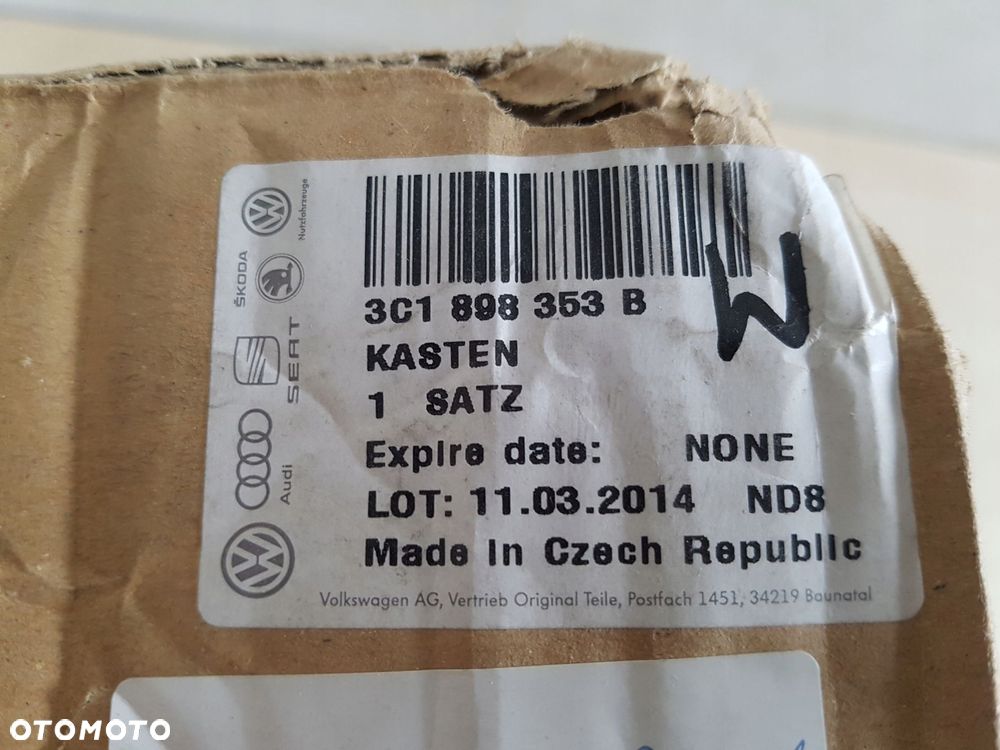 Nutzfahrzeuge
ŠKODA
SEAT
Audi
3C1 898 353 B
KASTEN
1 SATZ
Expire date: NONE
LOT: 11.03.2014 ND8
Made In Czech Republic
Volkswagen AG, Vertrieb Original Teile, Postfach 1451, 34219 Baunatal
OTOMOTO